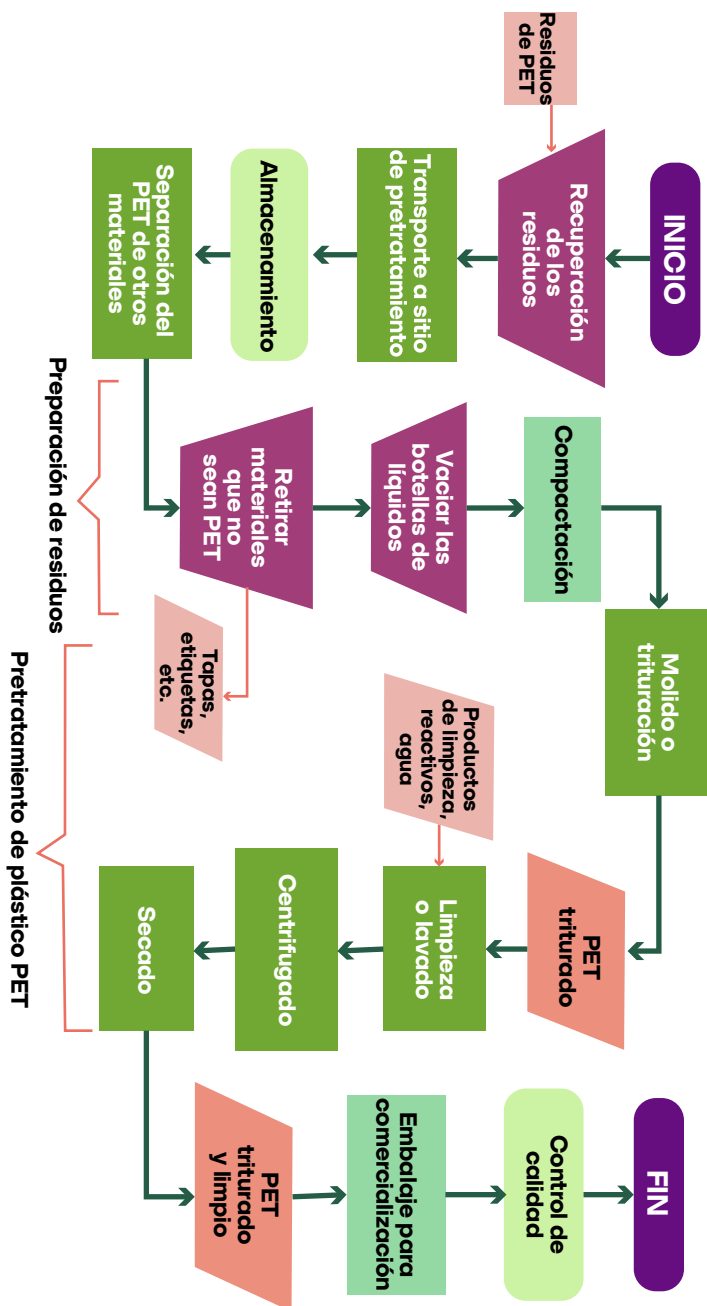 INICIO
Residuos
de PET
Recuperación
de los
residuos
Transporte a sitio
de pretratamiento
Almacenamiento
Separación del
PET de otros
materiales
Retirar
materiales
que no
sean PET
Tapas,
etiquetas,
etc.
Vaciar las
botellas de
líquidos
Compactación
Molido o
trituración
PET
triturado
Productos
de limpieza,
reactivos,
agua
Limpieza
o lavado
Centrifugado
Secado
PET
triturado
y limpio
Embalaje para
comercialización
Control de
calidad
FIN
Preparación de residuos
Pretratamiento de plástico PET